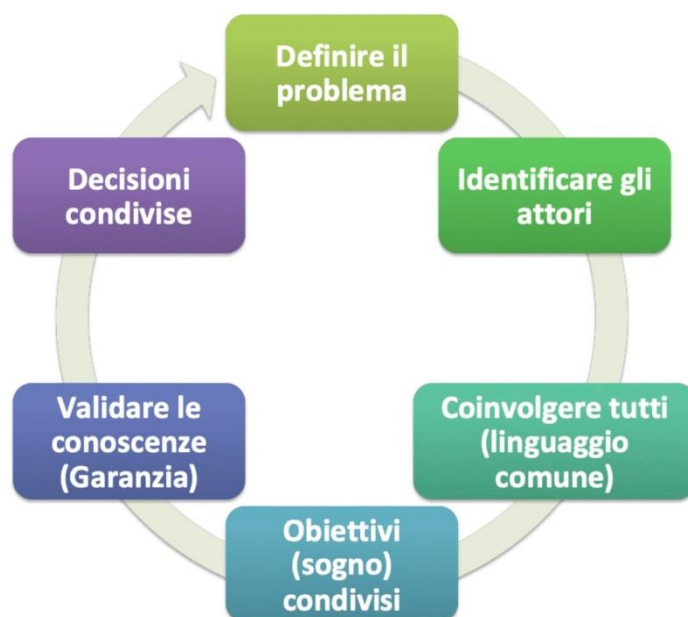 Definire il
problema
Identificare gli
attori
Coinvolgere tutti
(linguaggio
comune)
Obiettivi
(sogno)
condivisi
Validare le
conoscenze
(Garanzia)
Decisioni
condivise